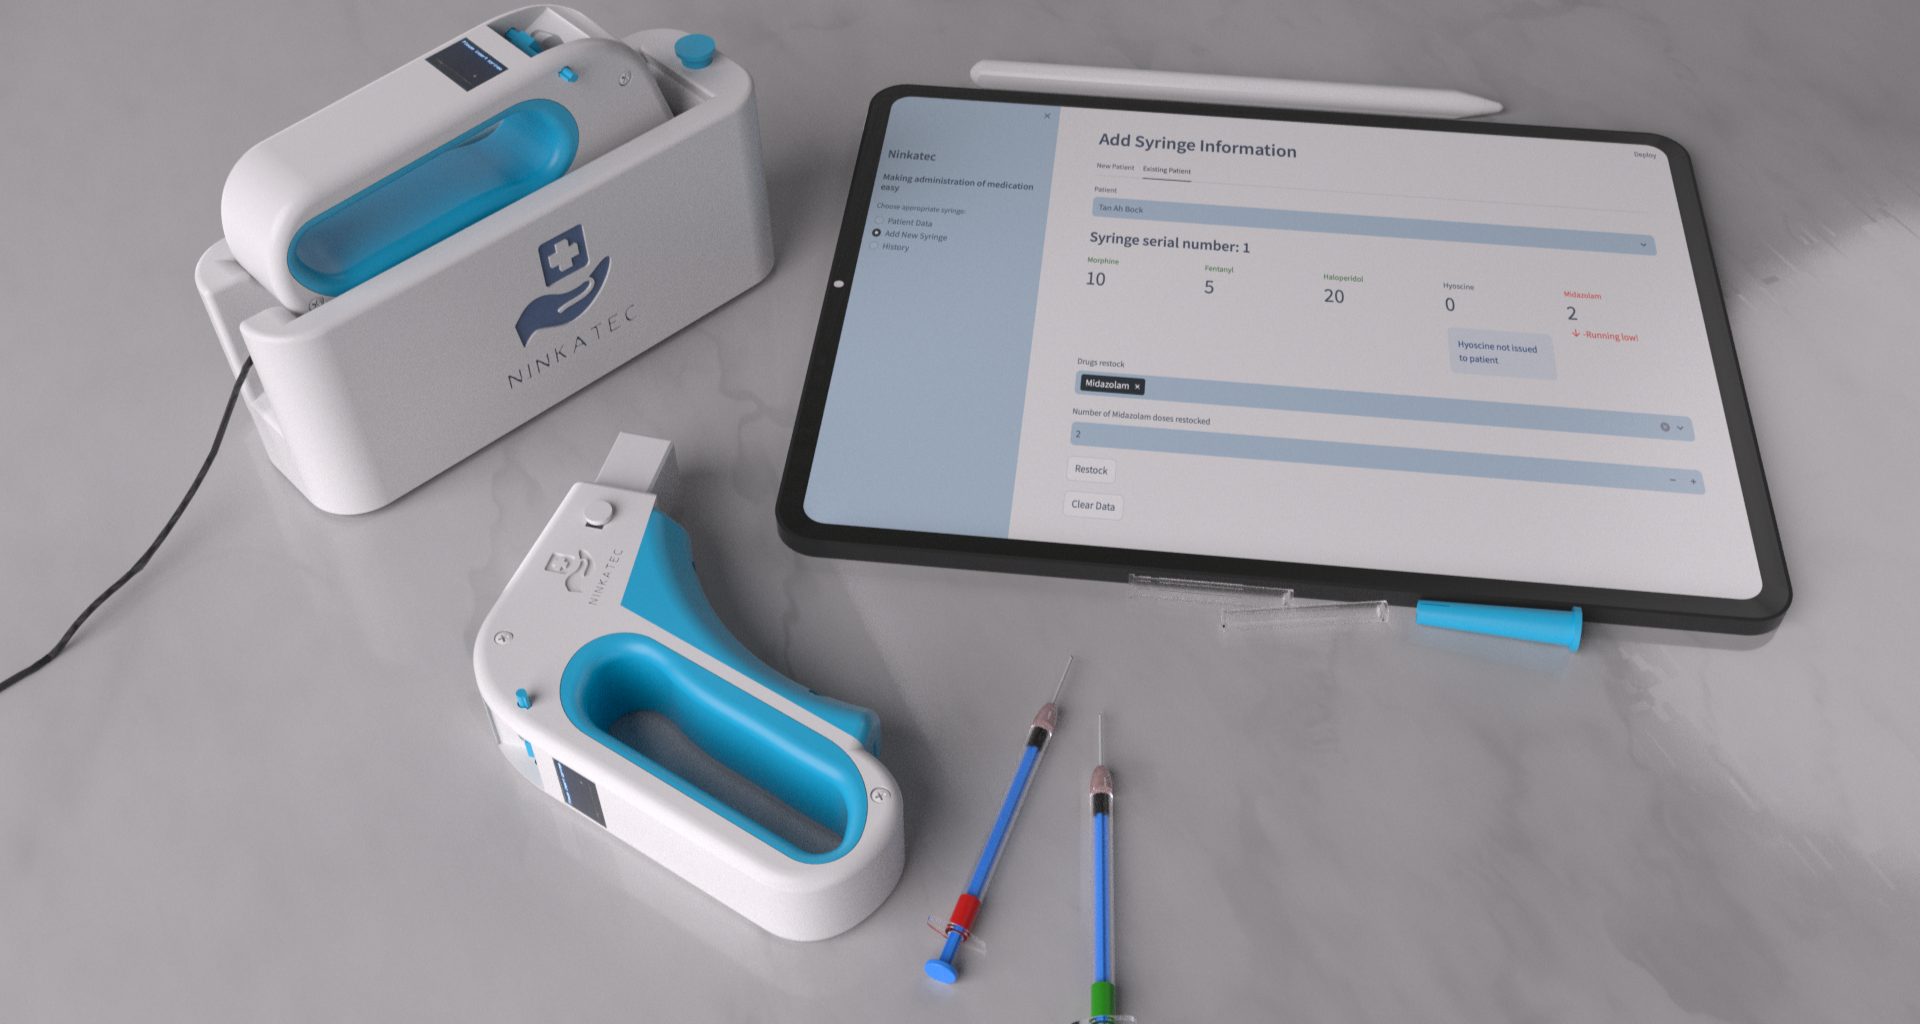 NINKATEC
NINKATEC
Ninkatec
Making administration of medication
easy
Choose appropriate syringe:
Patient Data
Add New Syringe
History
Deploy
Add Syringe Information
New Patient
Existing Patient
Patient
Tan Ah Bock
Syringe serial number: 1
Morphine
10
Fentanyl
5
Haloperidol
20
Hyoscine
0
Midazolam
2
-Running low!
Hyoscine not issued
to patient
Drugs restock
Midazolam
Number of Midazolam doses restocked
2
Restock
Clear Data